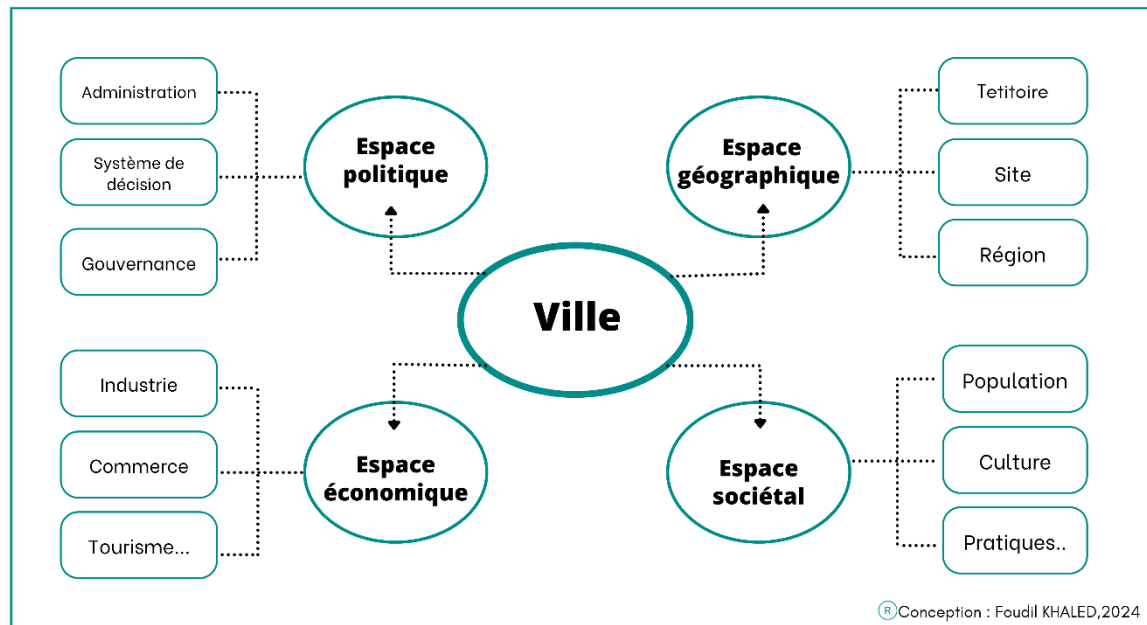 Administration
Système de
décision
Gouvernance
Espace
politique
Espace
géographique
Tetitoire
Site
Région
Ville
Industrie
Commerce
Tourisme...
Espace
économique
Espace
sociétal
Population
Culture
Pratiques..
®Conception : Foudil KHALED,2024